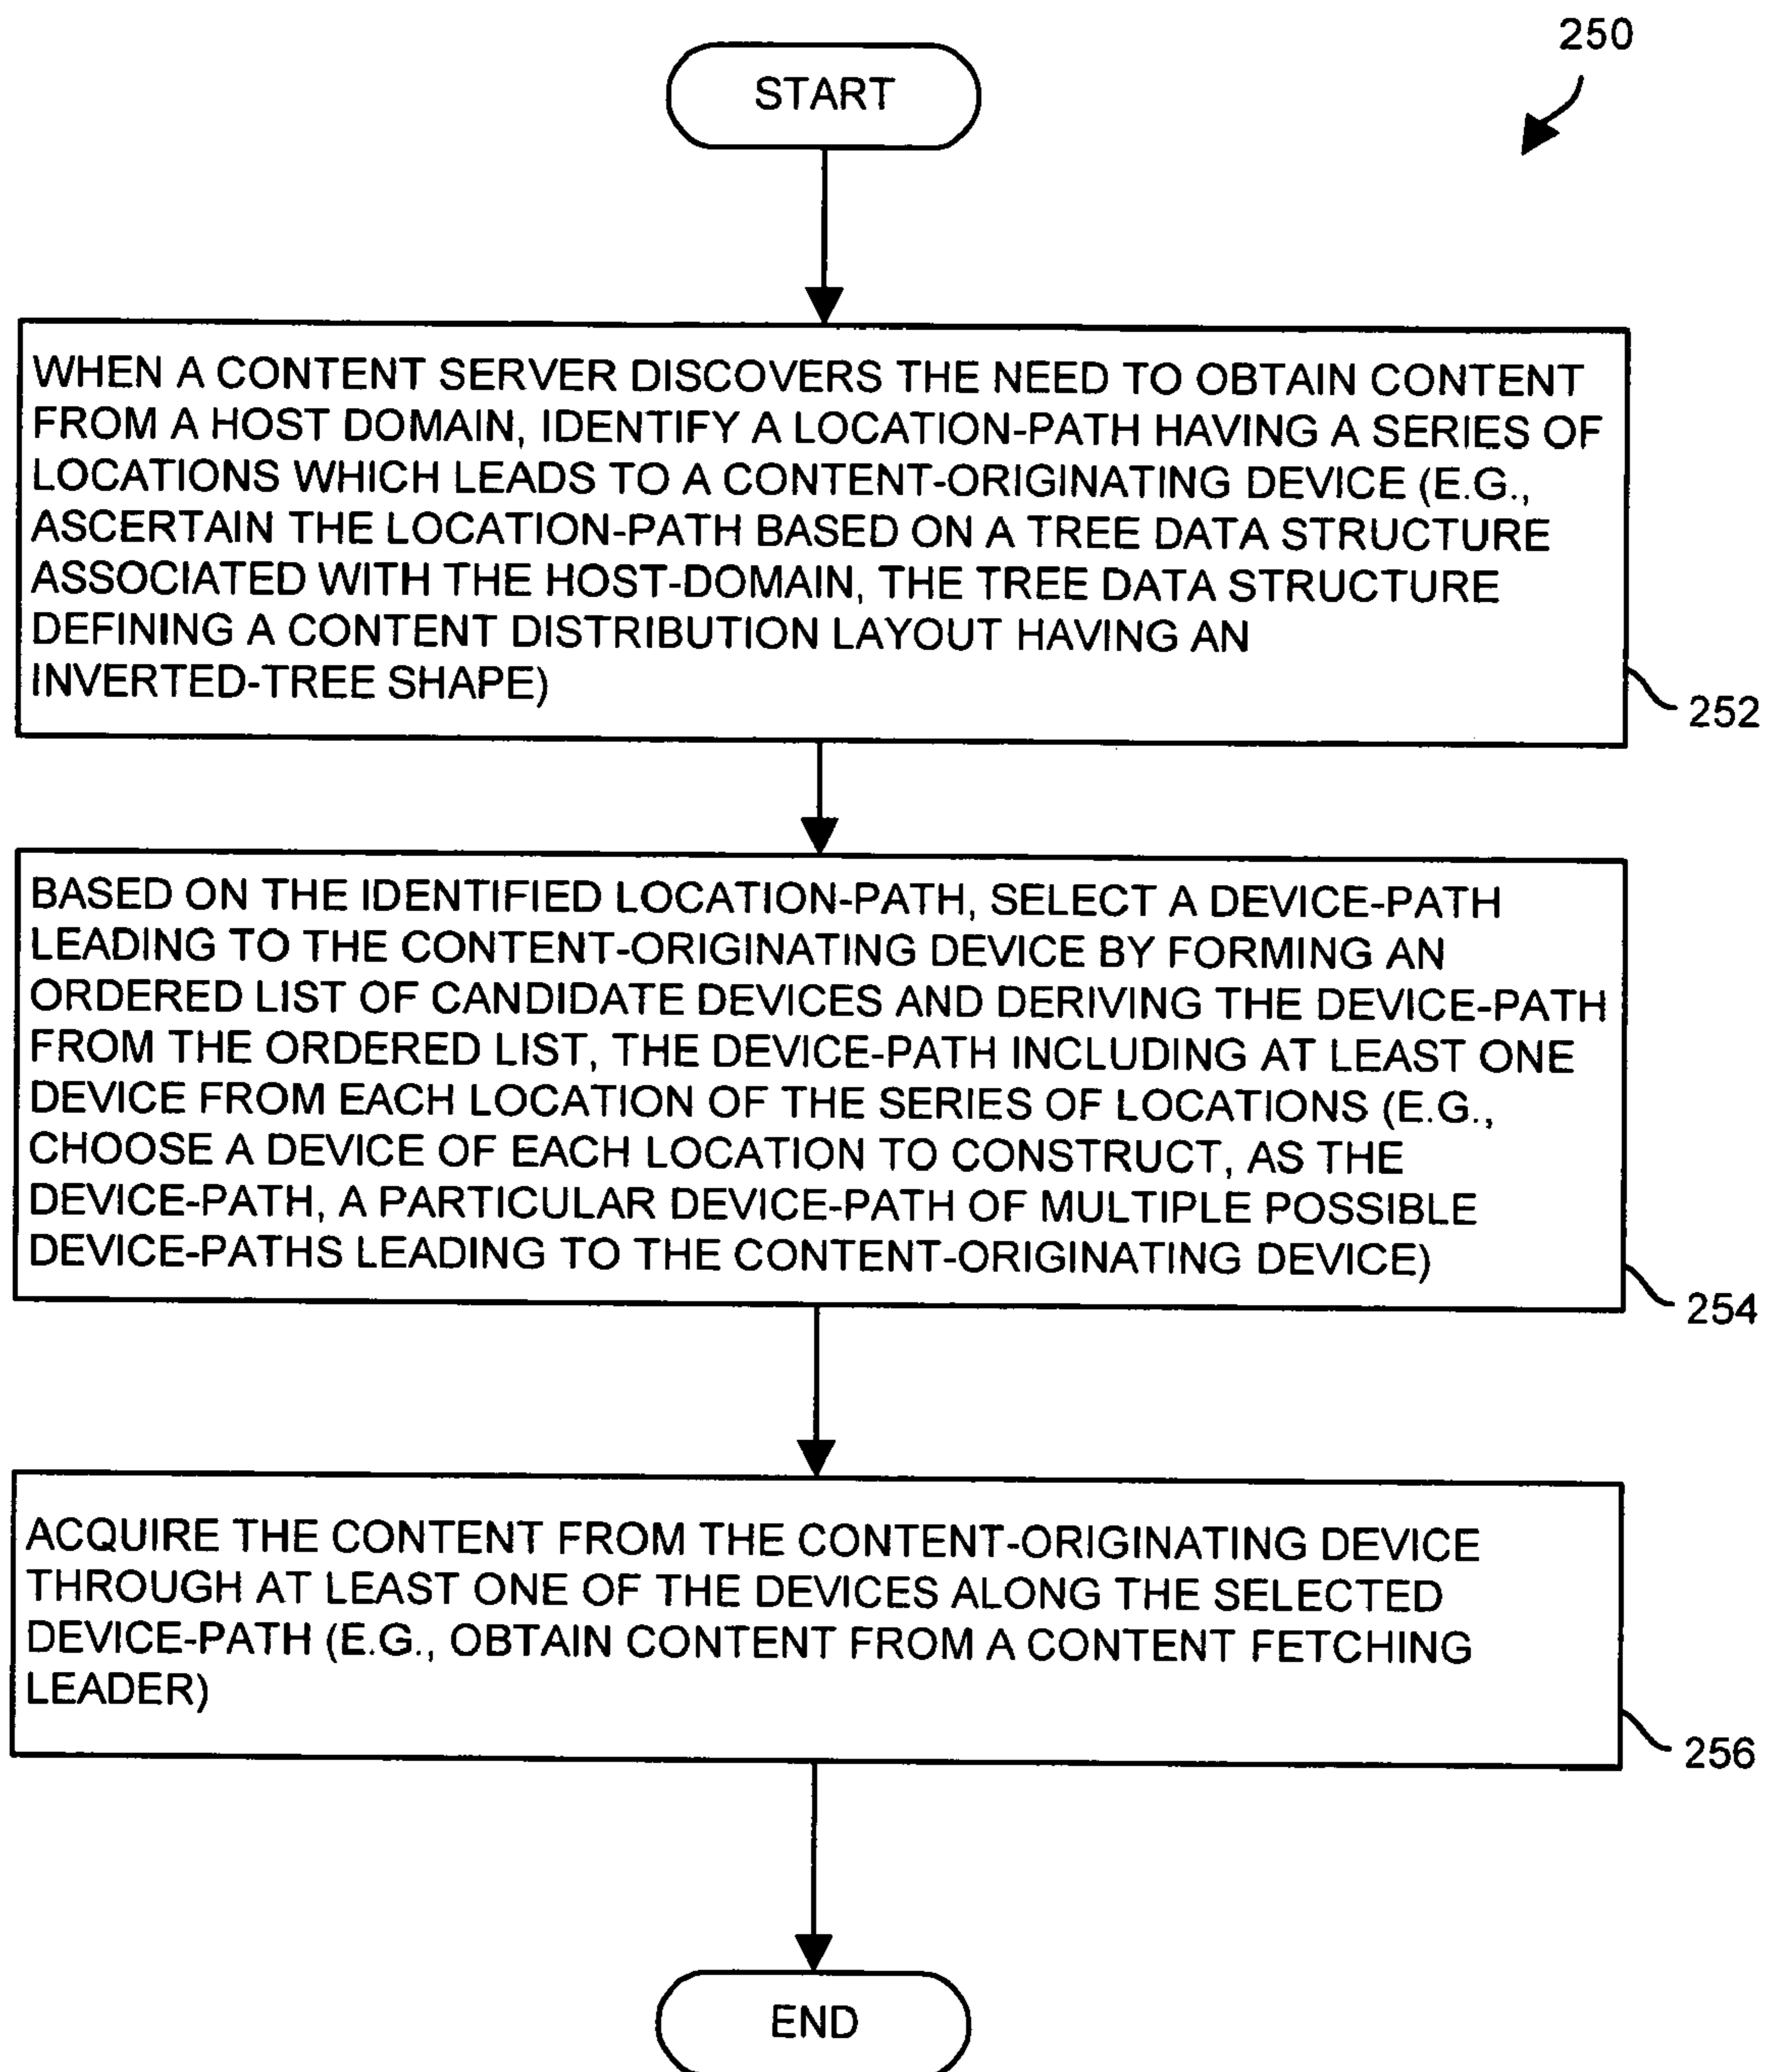 250
START
WHEN A CONTENT SERVER DISCOVERS THE NEED TO OBTAIN CONTENT
FROM A HOST DOMAIN, IDENTIFY A LOCATION-PATH HAVING A SERIES OF
LOCATIONS WHICH LEADS TO A CONTENT-ORIGINATING DEVICE (E.G.,
ASCERTAIN THE LOCATION-PATH BASED ON A TREE DATA STRUCTURE
ASSOCIATED WITH THE HOST-DOMAIN, THE TREE DATA STRUCTURE
DEFINING A CONTENT DISTRIBUTION LAYOUT HAVING AN
INVERTED-TREE SHAPE)
252
BASED ON THE IDENTIFIED LOCATION-PATH, SELECT A DEVICE-PATH
LEADING TO THE CONTENT-ORIGINATING DEVICE BY FORMING AN
ORDERED LIST OF CANDIDATE DEVICES AND DERIVING THE DEVICE-PATH
FROM THE ORDERED LIST, THE DEVICE-PATH INCLUDING AT LEAST ONE
DEVICE FROM EACH LOCATION OF THE SERIES OF LOCATIONS (E.G.,
CHOOSE A DEVICE OF EACH LOCATION TO CONSTRUCT, AS THE
DEVICE-PATH, A PARTICULAR DEVICE-PATH OF MULTIPLE POSSIBLE
DEVICE-PATHS LEADING TO THE CONTENT-ORIGINATING DEVICE)
254
ACQUIRE THE CONTENT FROM THE CONTENT-ORIGINATING DEVICE
THROUGH AT LEAST ONE OF THE DEVICES ALONG THE SELECTED
DEVICE-PATH (E.G., OBTAIN CONTENT FROM A CONTENT FETCHING
LEADER)
256
END